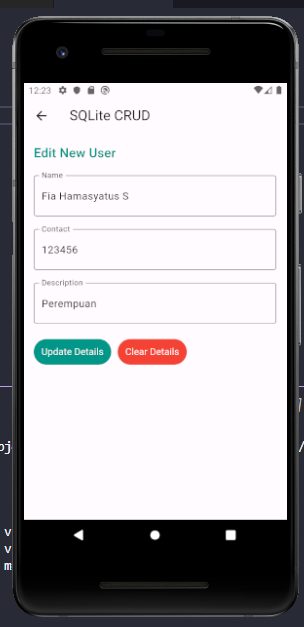 12:23
SQLite CRUD
Edit New User
Name
Fia Hamasyatus S
Contact
123456
Description
Perempuan
Update Details
Clear Details